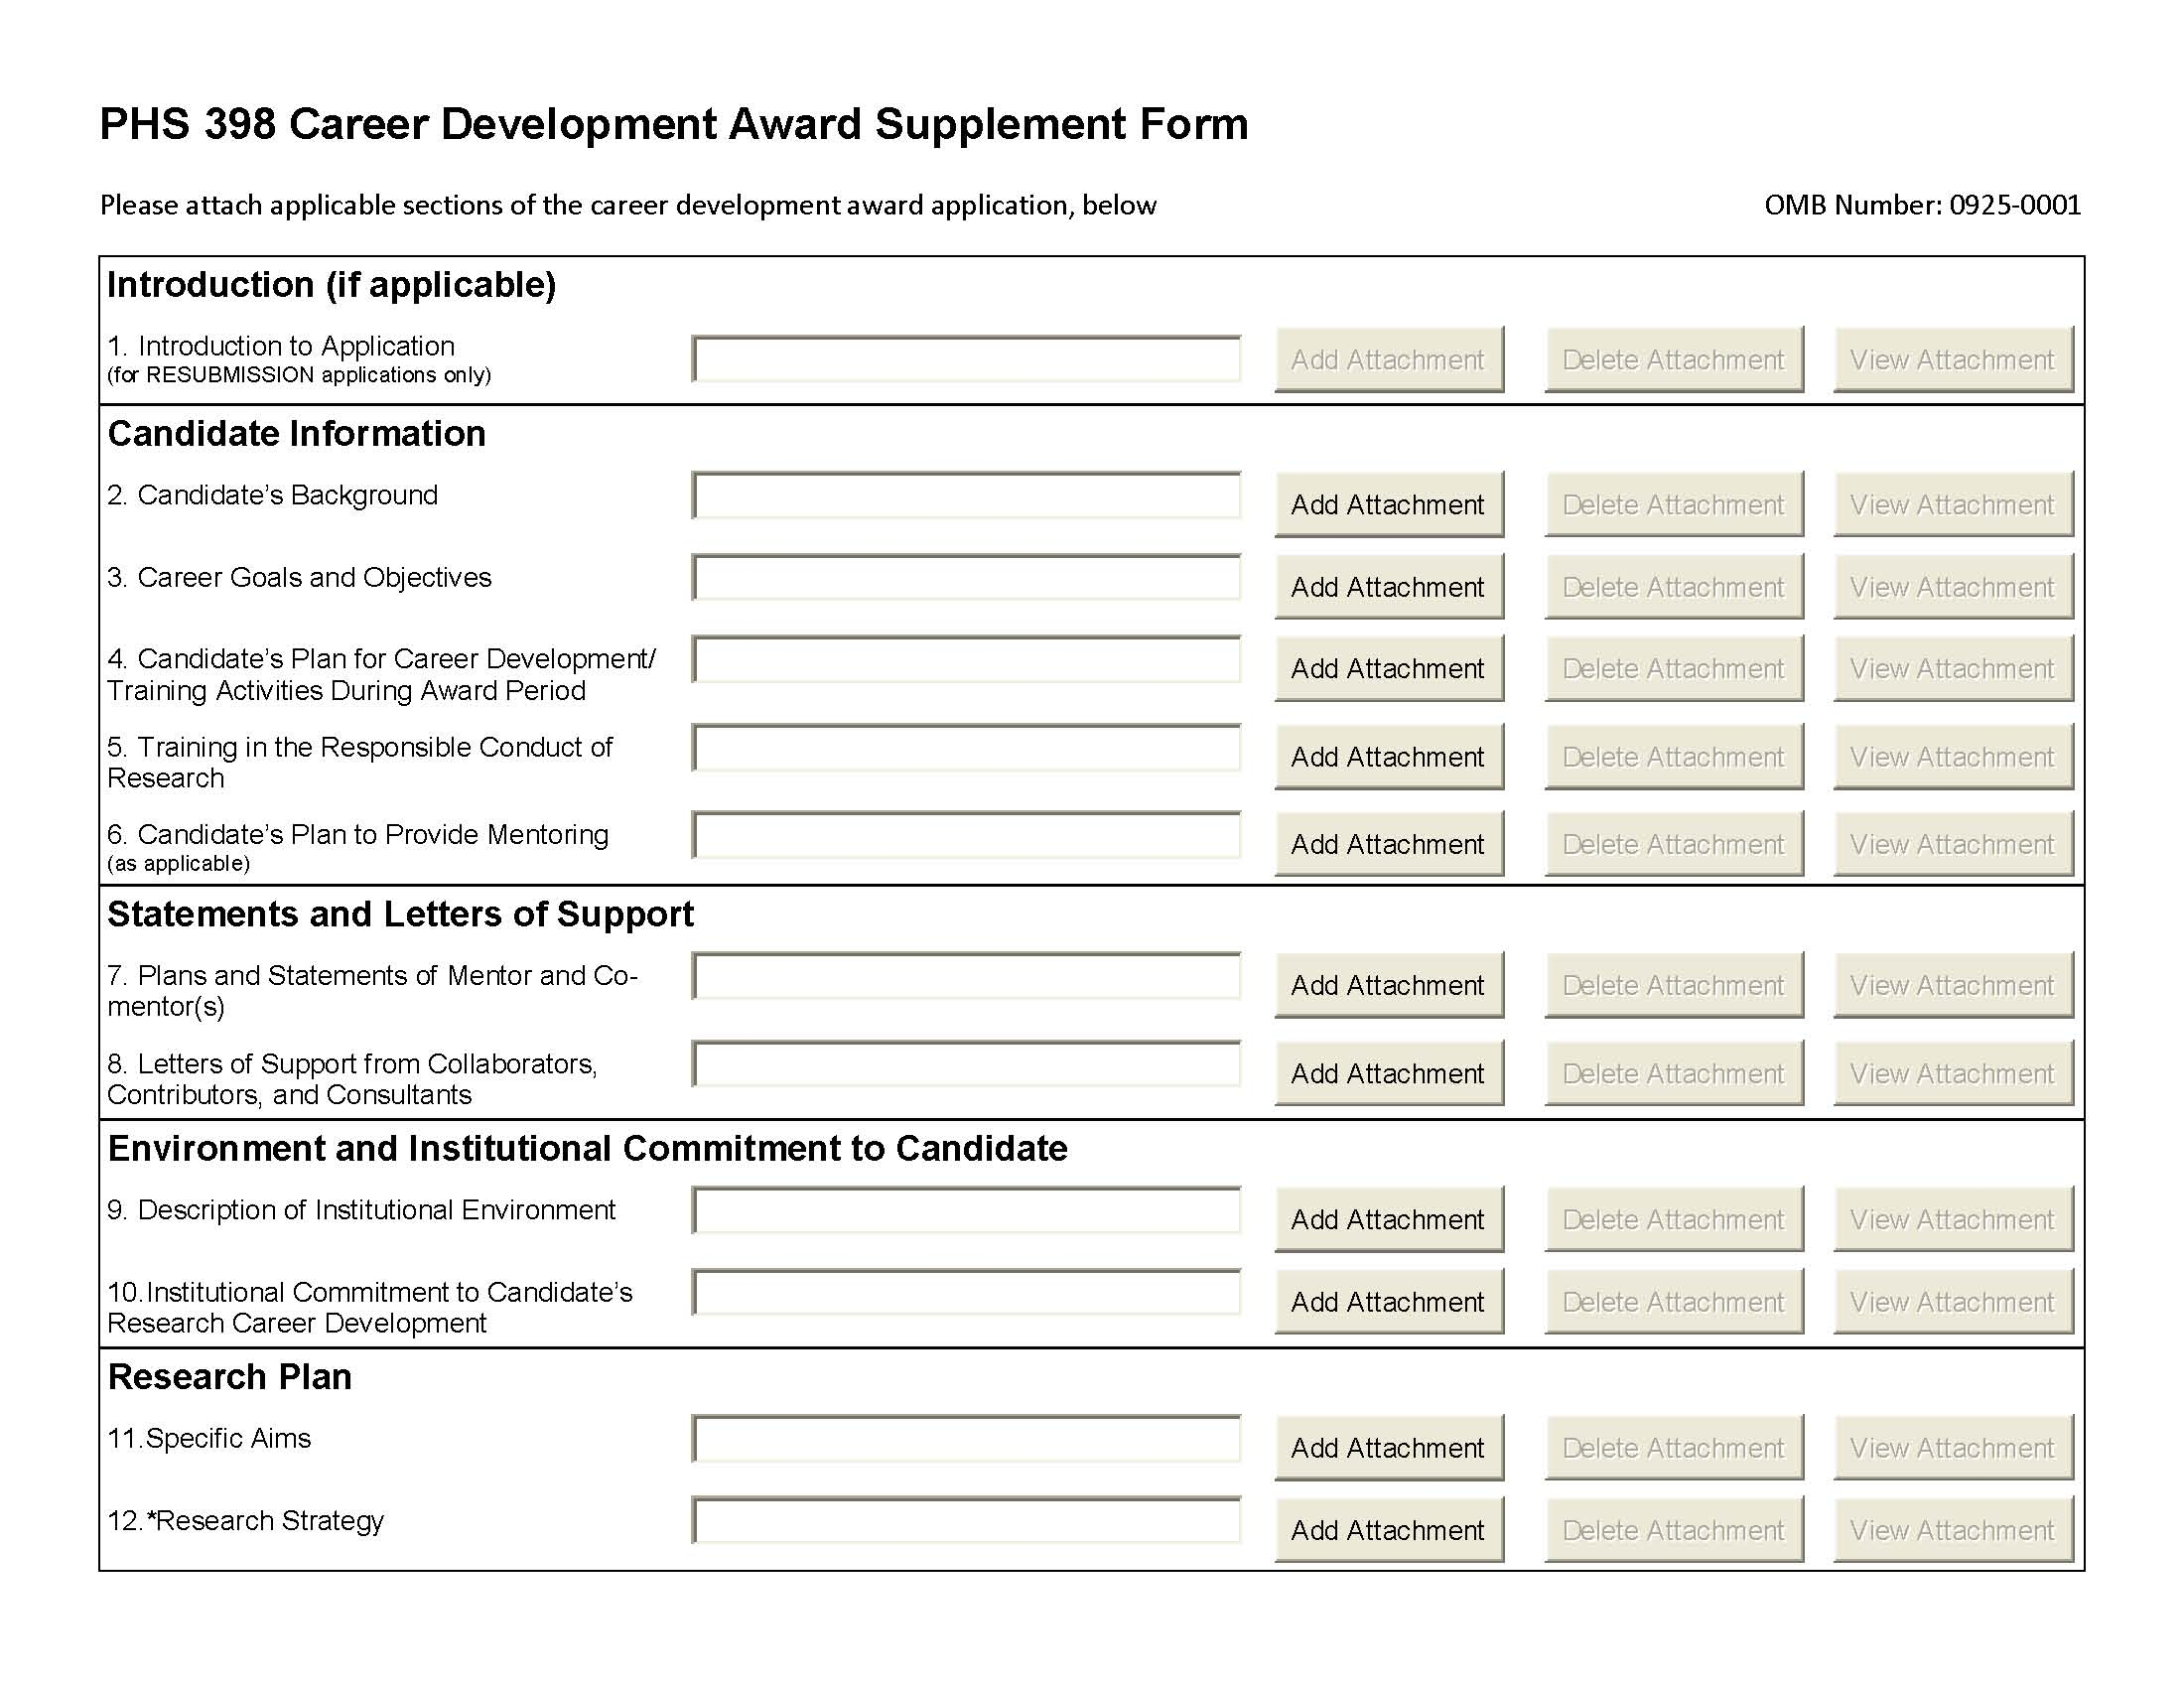 PHS 398 Career Development Award Supplement Form
Please attach applicable sections of the career development award application, below OMB Number: 0925-0001
Introduction (if applicable)
1. Introduction to Application
(for RESUBMISSION applications only)
Add Attachment Delete Attachment View Attachment
Candidate Information
2. Candidate’s Background Add Attachment Delete Attachment View Attachment
3. Career Goals and Objectives Add Attachment Delete Attachment View Attachment
4. Candidate’s Plan for Career Development/
Training Activities During Award Period
Add Attachment Delete Attachment View Attachment
5. Training in the Responsible Conduct of
Research
Add Attachment Delete Attachment View Attachment
6. Candidate’s Plan to Provide Mentoring
(as applicable)
Add Attachment Delete Attachment View Attachment
Statements and Letters of Support
7. Plans and Statements of Mentor and Co-
mentor(s)
Add Attachment Delete Attachment View Attachment
8. Letters of Support from Collaborators,
Contributors, and Consultants
Add Attachment Delete Attachment View Attachment
Environment and Institutional Commitment to Candidate
9. Description of Institutional Environment Add Attachment Delete Attachment View Attachment
10.Institutional Commitment to Candidate’s
Research Career Development
Add Attachment Delete Attachment View Attachment
Research Plan
11.Specific Aims Add Attachment Delete Attachment View Attachment
12.*Research Strategy Add Attachment Delete Attachment View Attachment